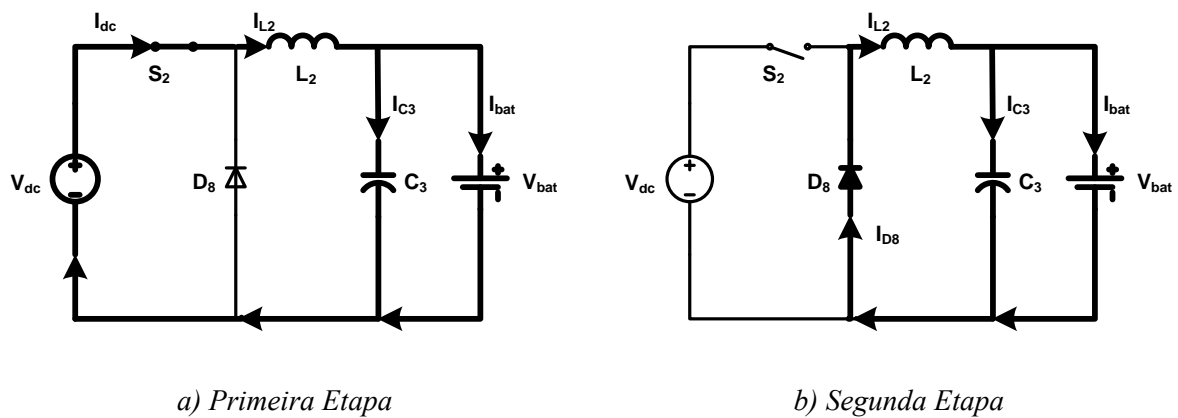 I_dc
I_L2
S_2
L_2
I_C3
I_bat
V_dc
+
-
D_8
C_3
+
-
V_bat
a) Primeira Etapa
I_L2
S_2
L_2
I_C3
I_bat
V_dc
+
-
D_8
I_D8
C_3
+
-
V_bat
b) Segunda Etapa